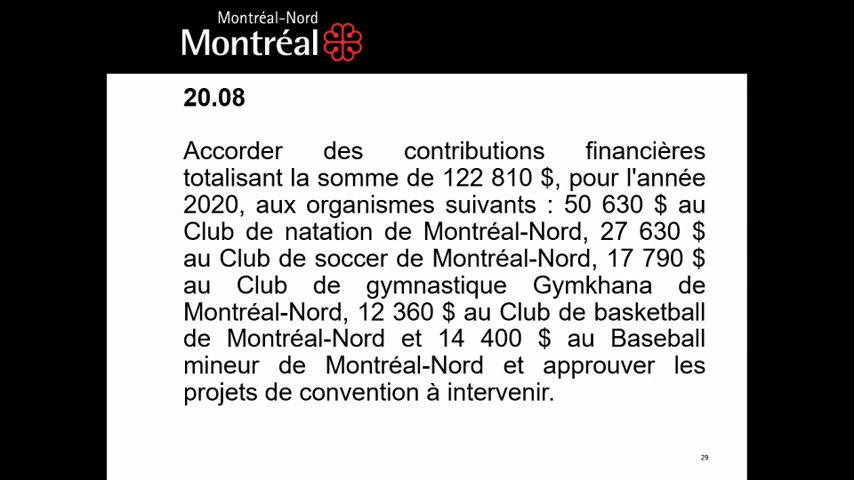 Montréal-Nord
Montréal
20.08
Accorder des contributions financières
totalisant la somme de 122 810 $, pour l'année
2020, aux organismes suivants : 50 630 $ au
Club de natation de Montréal-Nord, 27 630 $
au Club de soccer de Montréal-Nord, 17 790 $
au Club de gymnastique Gymkhana de
Montréal-Nord, 12 360 $ au Club de basketball
de Montréal-Nord et 14 400 $ au Baseball
mineur de Montréal-Nord et approuver les
projets de convention à intervenir.
29